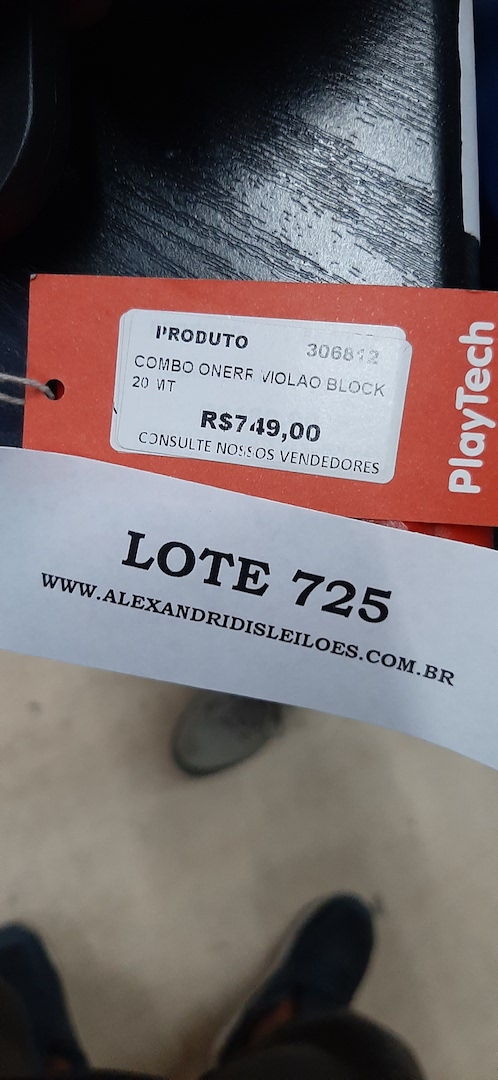 PRODUTO 306812
COMBO ONERR VIOLAO BLOCK
20 MT
R$749,00
CONSULTE NOSSOS VENDEDORES
PlayTech
LOTE 725
WWW.ALEXANDRIDISLEILOES.COM.BR